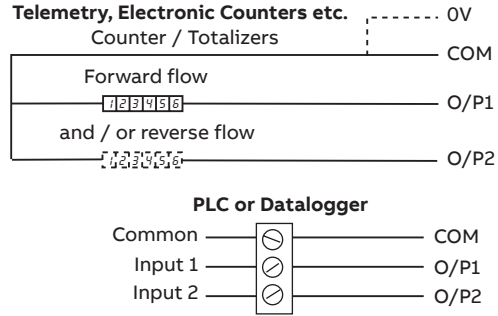 Telemetry, Electronic Counters etc.
0V
Counter / Totalizers
COM
Forward flow
123456
O/P1
and / or reverse flow
123456
O/P2
PLC or Datalogger
Common
COM
Input 1
O/P1
Input 2
O/P2